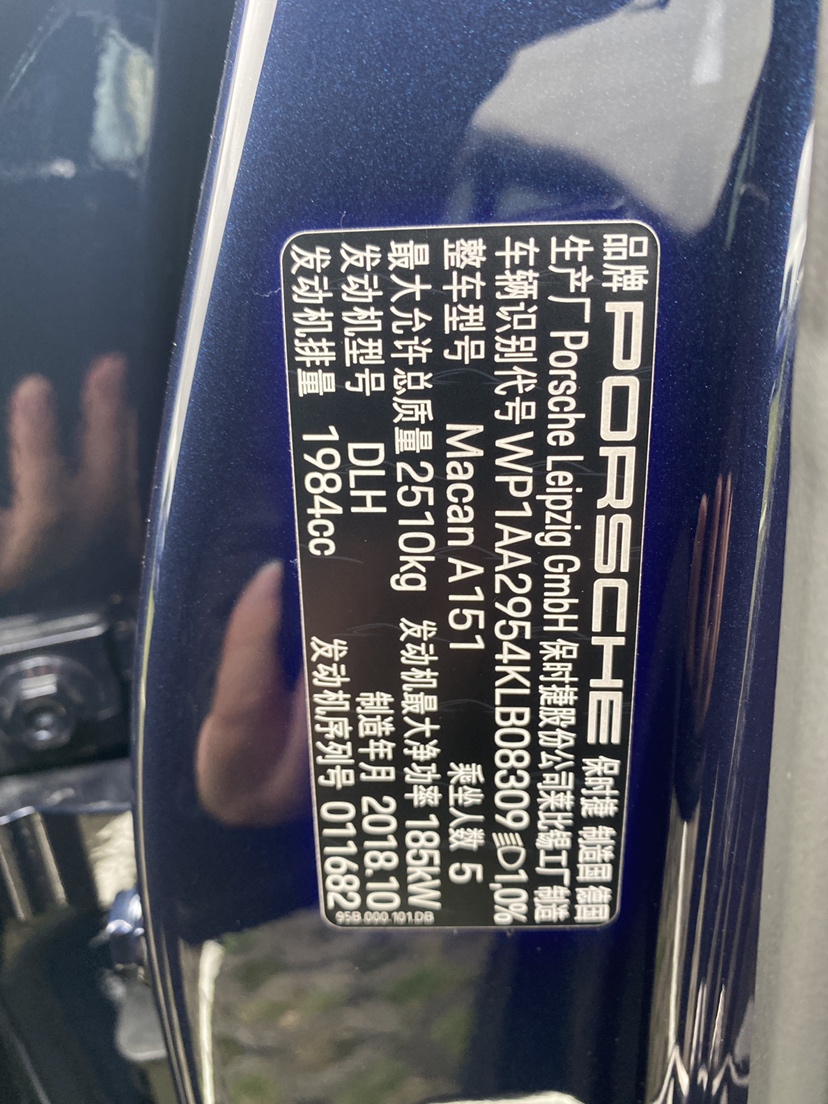 品牌 PORSCHE 保时捷 制造国 德国
生产厂 Porsche Leipzig GmbH 保时捷股份公司莱比锡工厂制造
车辆识别代号 WP1AA2954KLB08309 1,0%
整车型号 Macan A151 乘坐人数 5
最大允许总质量 2510kg 发动机最大净功率 185kW
发动机型号 DLH 制造年月 2018.10
发动机排量 1984cc 发动机序列号 011682
95B.000.101.DB